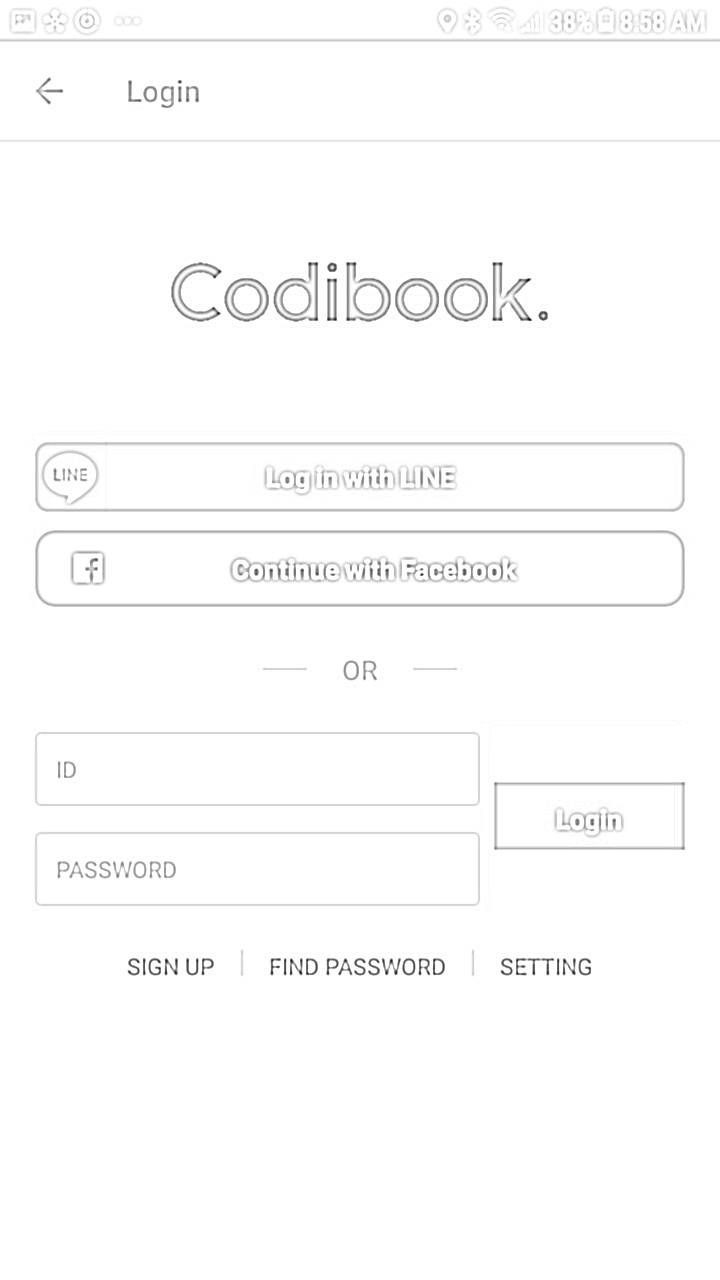 38% 8:58 AM
Login
Codibook.
LINE Log in with LINE
f Continue with Facebook
OR
ID
Login
PASSWORD
SIGN UP FIND PASSWORD SETTING